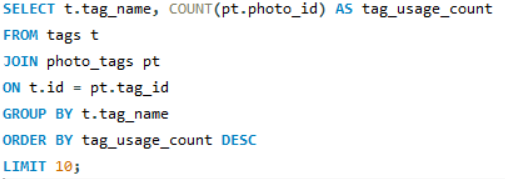 SELECT t.tag_name, COUNT(pt.photo_id) AS tag_usage_count
FROM tags t
JOIN photo_tags pt
ON t.id = pt.tag_id
GROUP BY t.tag_name
ORDER BY tag_usage_count DESC
LIMIT 10;